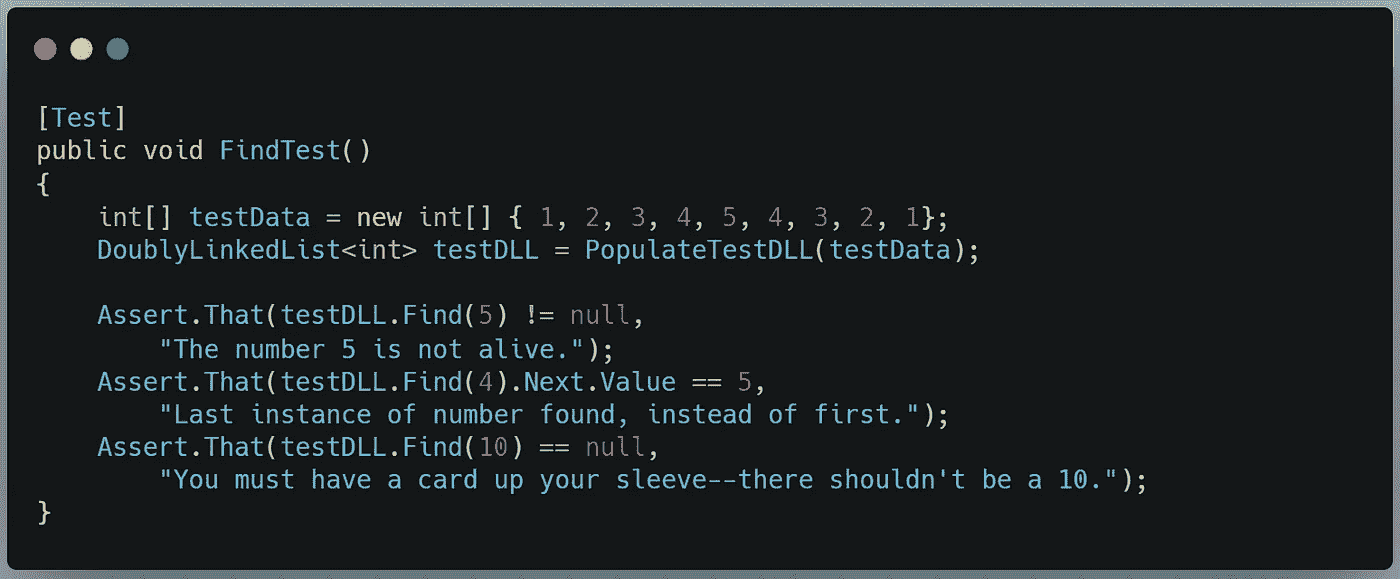 [Test]
public void FindTest()
{
    int[] testData = new int[] { 1, 2, 3, 4, 5, 4, 3, 2, 1};
    DoublyLinkedList<int> testDLL = PopulateTestDLL(testData);

    Assert.That(testDLL.Find(5) != null,
        "The number 5 is not alive.");
    Assert.That(testDLL.Find(4).Next.Value == 5,
        "Last instance of number found, instead of first.");
    Assert.That(testDLL.Find(10) == null,
        "You must have a card up your sleeve--there shouldn't be a 10.");
}